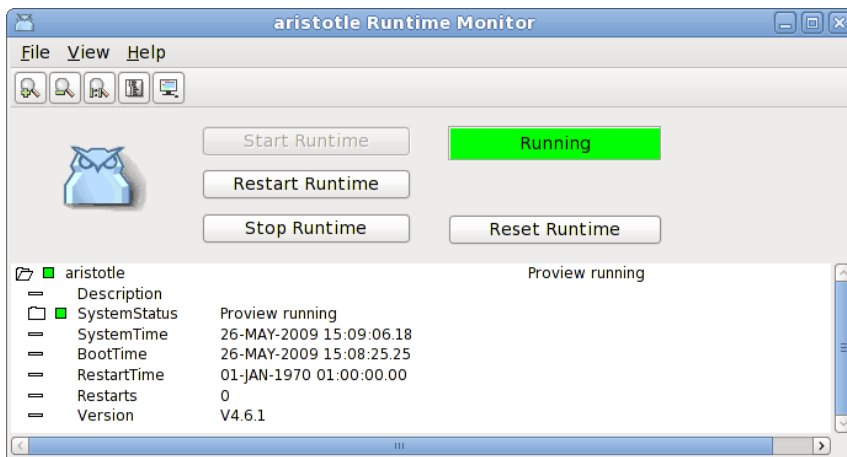 aristotle Runtime Monitor
File View Help
Start Runtime
Running
Restart Runtime
Stop Runtime
Reset Runtime
aristotle Proview running
Description
SystemStatus Proview running
SystemTime 26-MAY-2009 15:09:06.18
BootTime 26-MAY-2009 15:08:25.25
RestartTime 01-JAN-1970 01:00:00.00
Restarts 0
Version V4.6.1